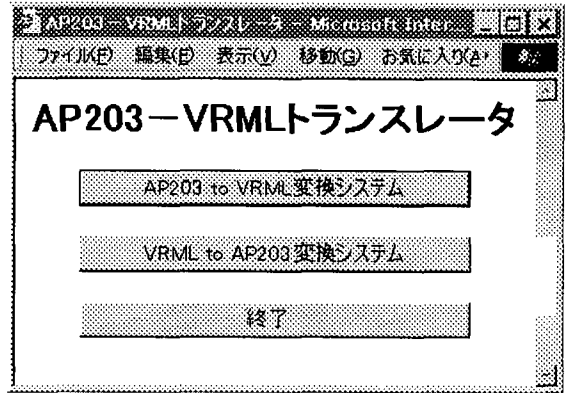 AP203－VRMLトランスレータ - Microsoft Inter...
ファイル(F) 編集(E) 表示(V) 移動(G) お気に入り(A)
AP203－VRMLトランスレータ
AP203 to VRML変換システム
VRML to AP203変換システム
終了